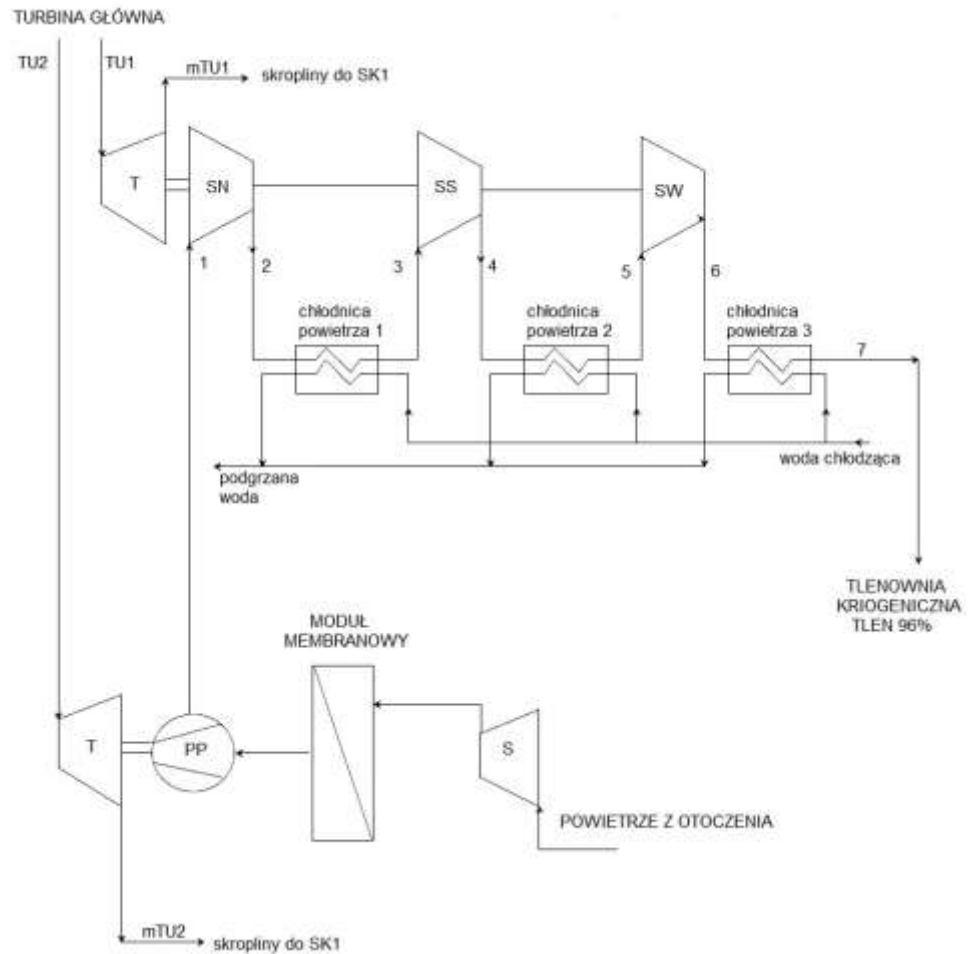 TURBINA GŁÓWNA
TU2
TU1
mTU1
skropliny do SK1
T
SN
SS
SW
1
2
3
4
5
6
chłodnica
powietrza 1
chłodnica
powietrza 2
chłodnica
powietrza 3
7
woda chłodząca
podgrzana
woda
TLENOWNIA
KRIOGENICZNA
TLEN 96%
MODUŁ
MEMBRANOWY
T
PP
S
POWIETRZE Z OTOCZENIA
mTU2
skropliny do SK1